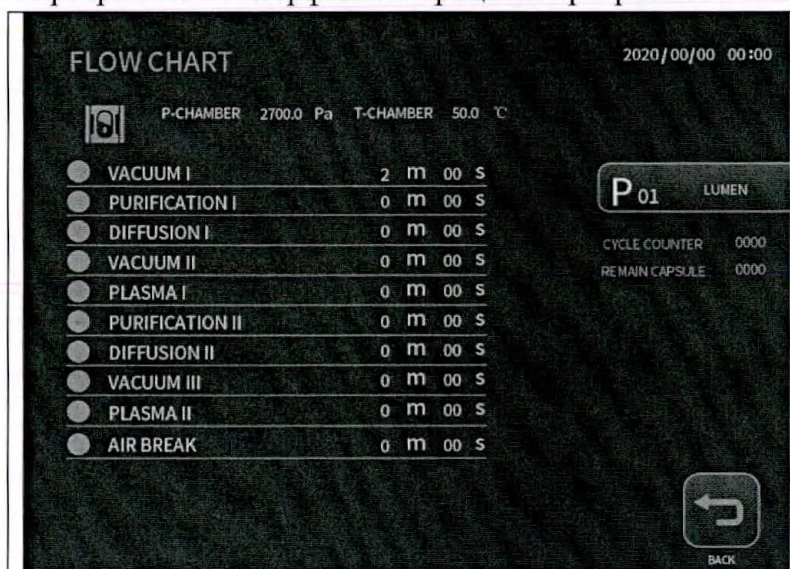 FLOW CHART
2020/00/00 00:00
P-CHAMBER 2700.0 Pa T-CHAMBER 50.0 ℃
VACUUM I 2 m 00 s
PURIFICATION I 0 m 00 s
DIFFUSION I 0 m 00 s
VACUUM II 0 m 00 s
PLASMA I 0 m 00 s
PURIFICATION II 0 m 00 s
DIFFUSION II 0 m 00 s
VACUUM III 0 m 00 s
PLASMA II 0 m 00 s
AIR BREAK 0 m 00 s
P 01 LUMEN
CYCLE COUNTER 0000
REMAIN CAPSULE 0000
BACK